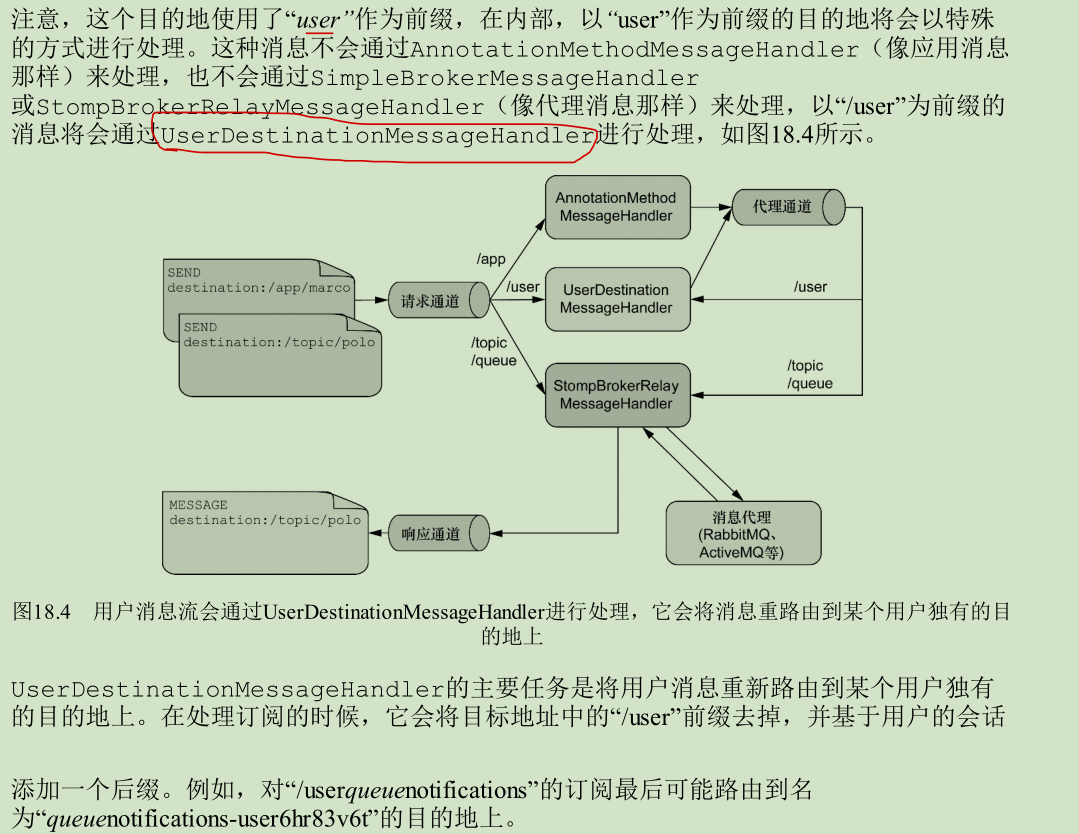 注意，这个目的地使用了“user”作为前缀，在内部，以“user”作为前缀的目的地将会以特殊
的方式进行处理。这种消息不会通过AnnotationMethodMessageHandler（像应用消息
那样）来处理，也不会通过SimpleBrokerMessageHandler
或StompBrokerRelayMessageHandler（像代理消息那样）来处理，以“/user”为前缀的
消息将会通过UserDestinationMessageHandler进行处理，如图18.4所示。
AnnotationMethod
MessageHandler
代理通道
/app
SEND
destination:/app/marco
请求通道
/user
UserDestination
MessageHandler
/user
SEND
destination:/topic/polo
/topic
/queue
/topic
/queue
StompBrokerRelay
MessageHandler
MESSAGE
destination:/topic/polo
响应通道
消息代理
(RabbitMQ、
ActiveMQ等)
图18.4 用户消息流会通过UserDestinationMessageHandler进行处理，它会将消息重路由到某个用户独有的目
的地上
UserDestinationMessageHandler的主要任务是将用户消息重新路由到某个用户独有
的目的地上。在处理订阅的时候，它会将目标地址中的“/user”前缀去掉，并基于用户的会话
添加一个后缀。例如，对“/userqueuenotifications”的订阅最后可能路由到名
为“queuenotifications-user6hr83v6t”的目的地上。